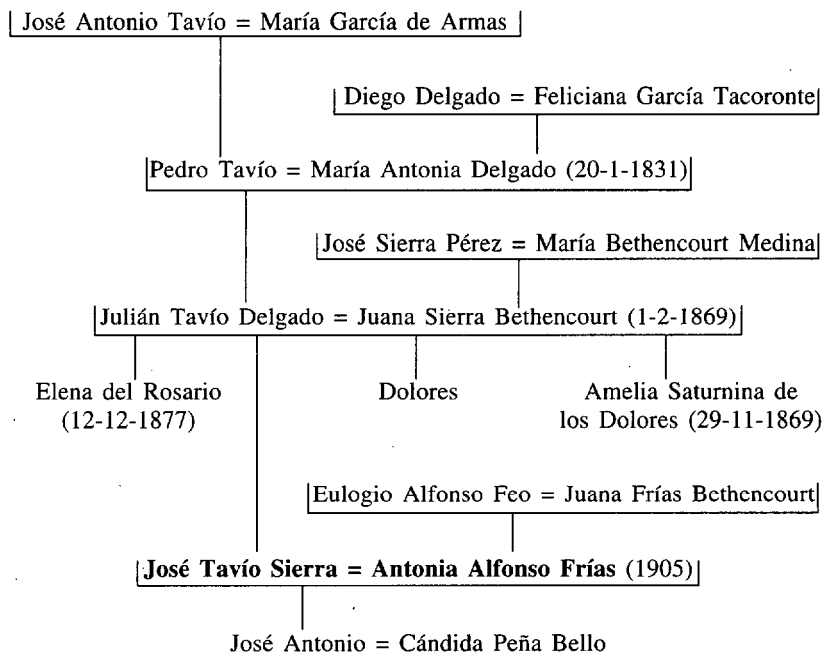 José Antonio Tavío = María García de Armas
Diego Delgado = Feliciana García Tacoronte
Pedro Tavío = María Antonia Delgado (20-1-1831)
José Sierra Pérez = María Bethencourt Medina
Julián Tavío Delgado = Juana Sierra Bethencourt (1-2-1869)
Elena del Rosario
(12-12-1877)
Dolores
Amelia Saturnina de
los Dolores (29-11-1869)
Eulogio Alfonso Feo = Juana Frías Bethencourt
José Tavío Sierra = Antonia Alfonso Frías (1905)
José Antonio = Cándida Peña Bello